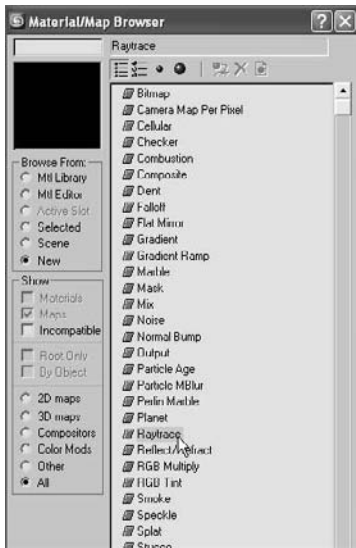 Material/Map Browser
Raytrace
Browse From:
Mtl Library
Mtl Editor
Active Slot
Selected
Scene
New
Show
Materials
Maps
Incompatible
Root Only
By Object
2D maps
3D maps
Compositors
Color Mods
Other
All
Bitmap
Camera Map Per Pixel
Cellular
Checker
Combustion
Composite
Dent
Falloff
Flat Mirror
Gradient
Gradient Ramp
Marble
Mask
Mix
Noise
Normal Bump
Output
Particle Age
Particle MBlur
Perlin Marble
Planet
Raytrace
Reflect/Refract
RGB Multiply
RGB Tint
Smoke
Speckle
Splat
Stucco